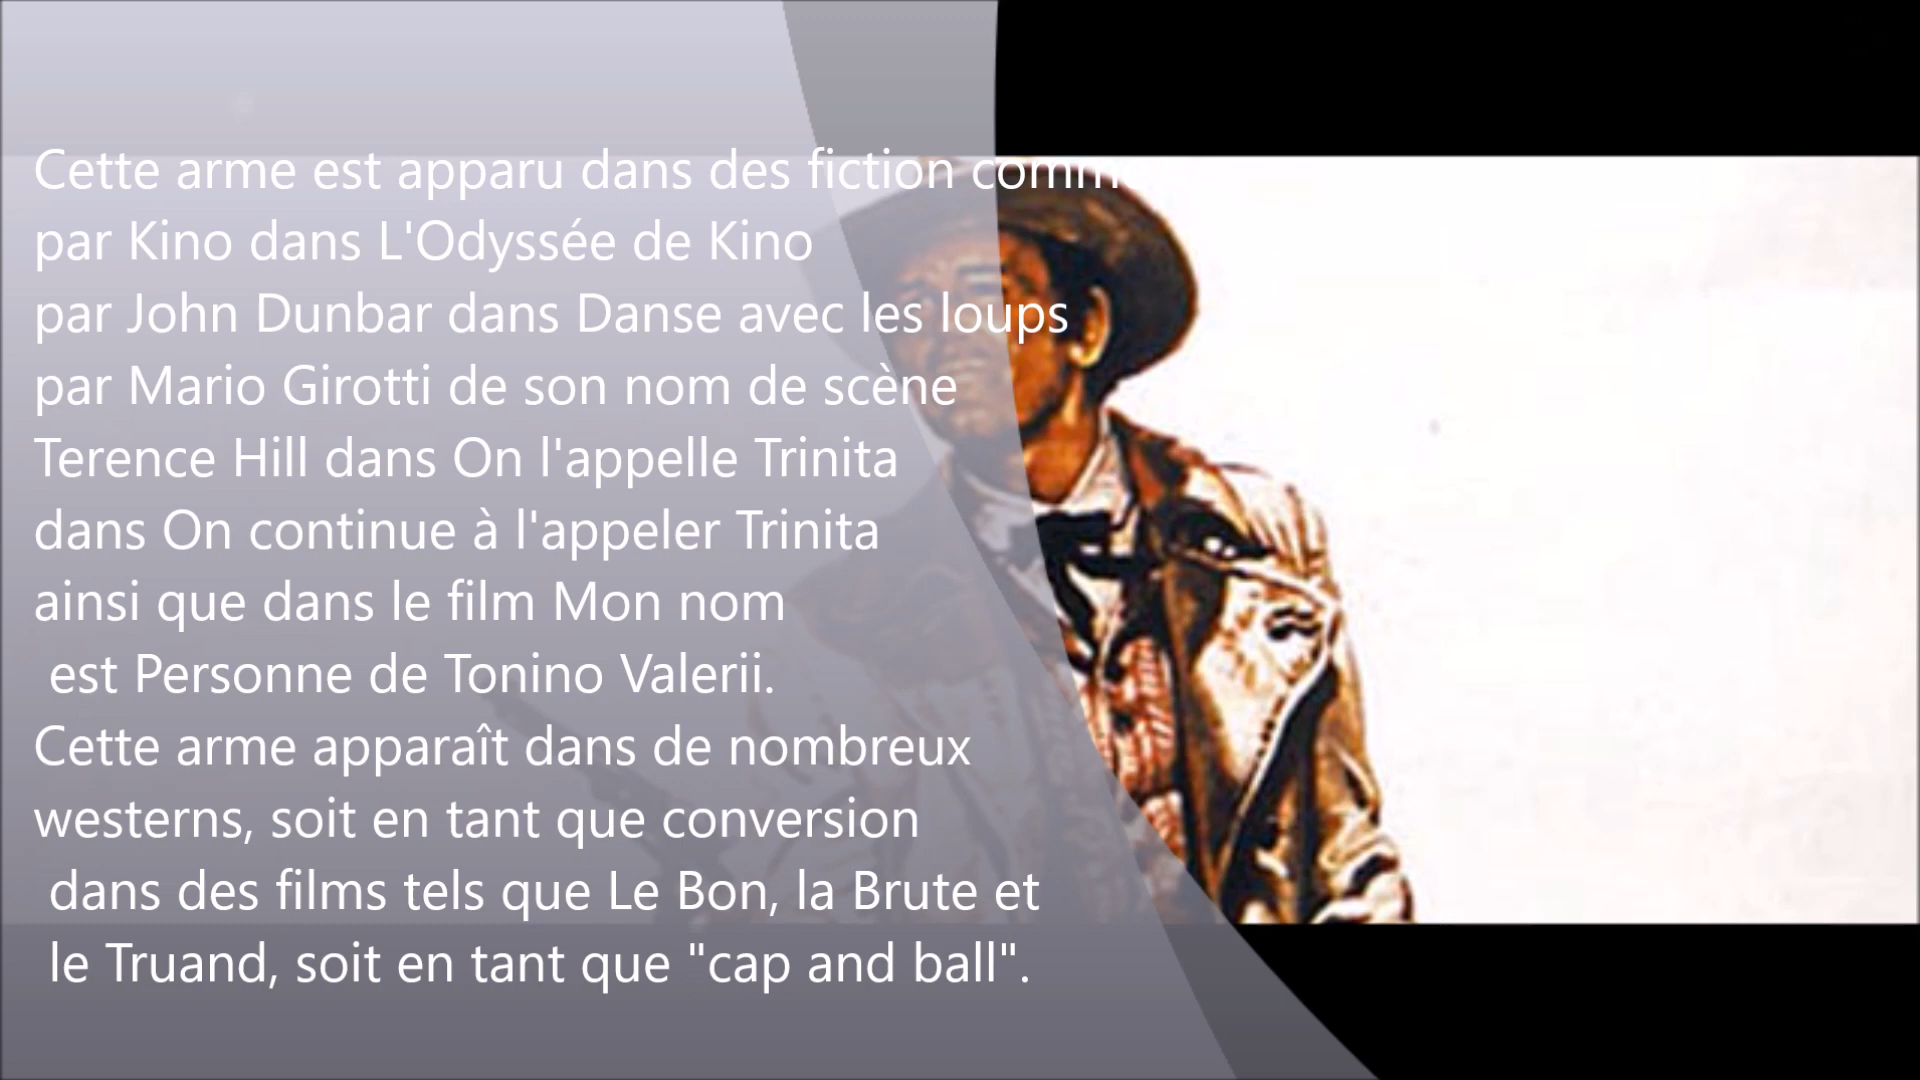 Cette arme est apparu dans des fiction comme
par Kino dans L'Odyssée de Kino
par John Dunbar dans Danse avec les loups
par Mario Girotti de son nom de scène
Terence Hill dans On l'appelle Trinita
dans On continue à l'appeler Trinita
ainsi que dans le film Mon nom
est Personne de Tonino Valerii.
Cette arme apparaît dans de nombreux
westerns, soit en tant que conversion
dans des films tels que Le Bon, la Brute et
le Truand, soit en tant que "cap and ball".